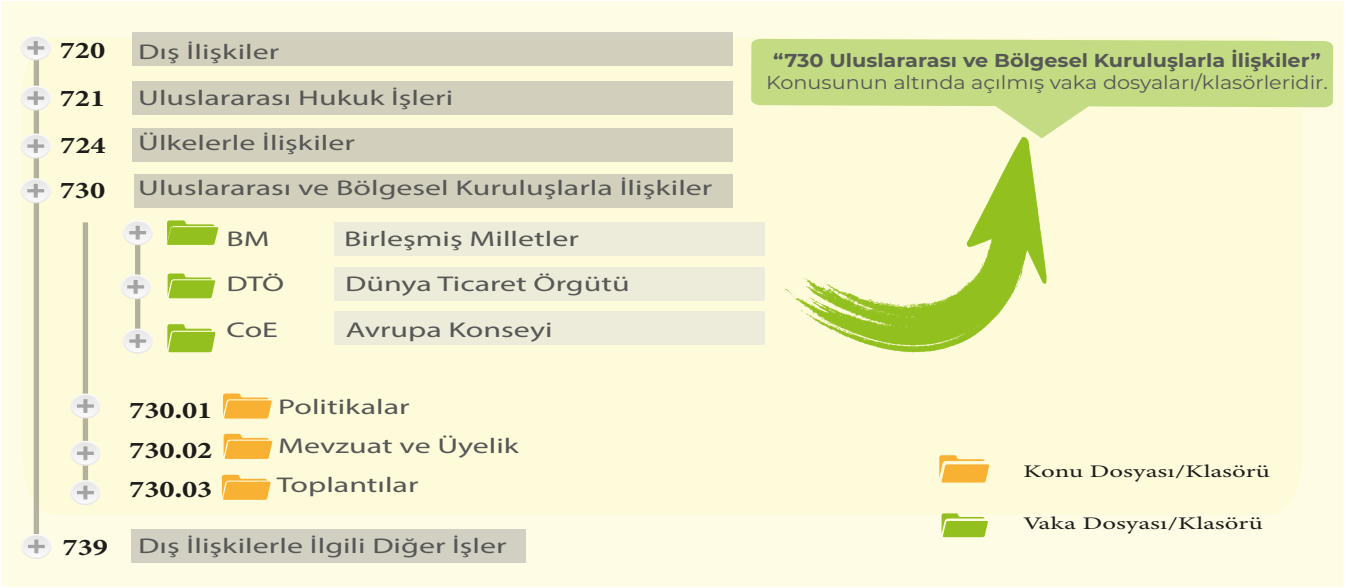 720 Dış İlişkiler
721 Uluslararası Hukuk İşleri
724 Ülkelerle İlişkiler
730 Uluslararası ve Bölgesel Kuruluşlarla İlişkiler
BM Birleşmiş Milletler
DTÖ Dünya Ticaret Örgütü
CoE Avrupa Konseyi
730.01 Politikalar
730.02 Mevzuat ve Üyelik
730.03 Toplantılar
739 Dış İlişkilerle İlgili Diğer İşler
“730 Uluslararası ve Bölgesel Kuruluşlarla İlişkiler”
Konusunun altında açılmış vaka dosyaları/klasörleridir.
Konu Dosyası/Klasörü
Vaka Dosyası/Klasörü